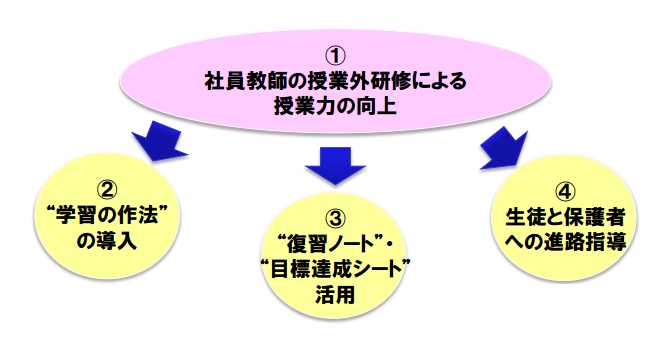 ①
社員教師の授業外研修による
授業力の向上
②
“学習の作法”
の導入
③
“復習ノート”・
“目標達成シート”
活用
④
生徒と保護者
への進路指導